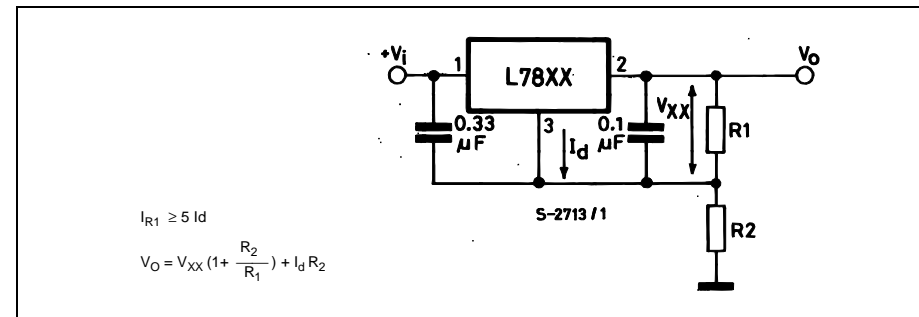 +Vi
1
L78XX
2
Vo
0.33
µF
3
Id
0.1
µF
VXX
R1
S-2713/1
R2
IR1 ≥ 5 Id
VO = VXX (1+ R2/R1) + Id R2